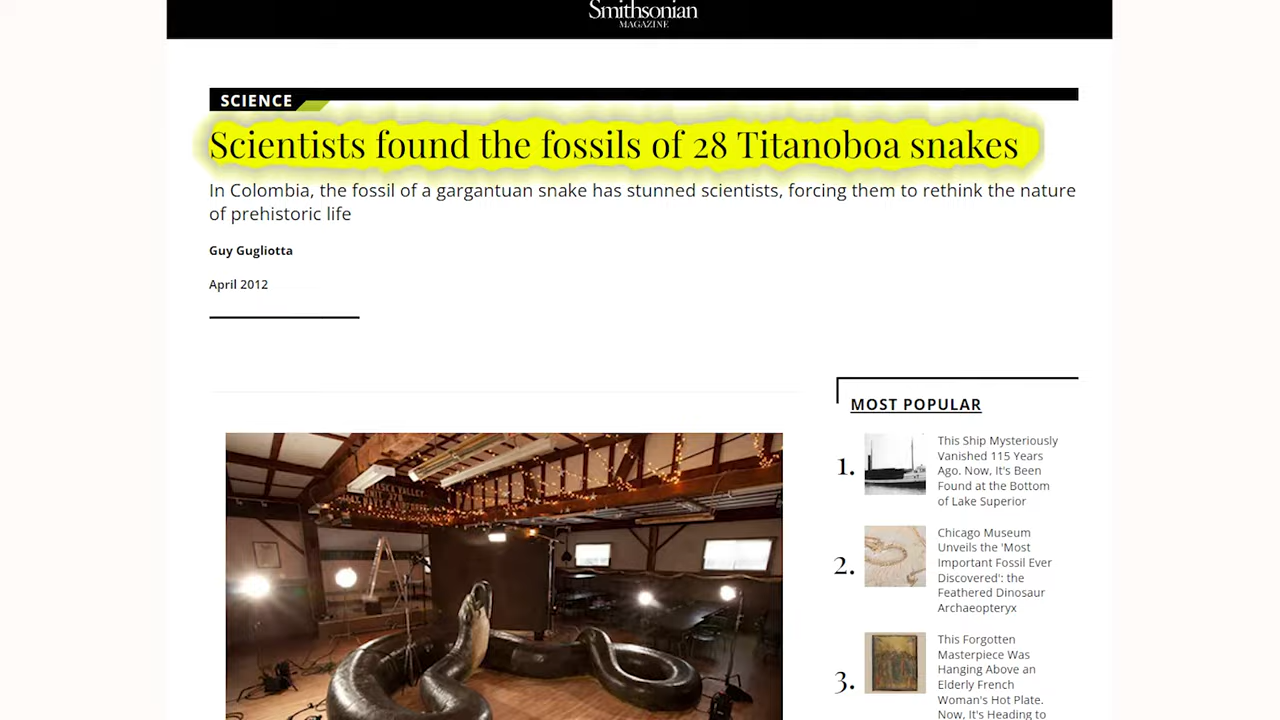 Smithsonian
MAGAZINE
SCIENCE
Scientists found the fossils of 28 Titanoboa snakes
In Colombia, the fossil of a gargantuan snake has stunned scientists, forcing them to rethink the nature
of prehistoric life
Guy Gugliotta
April 2012
MOST POPULAR
1.
This Ship Mysteriously
Vanished 115 Years
Ago. Now, It's Been
Found at the Bottom
of Lake Superior
2.
Chicago Museum
Unveils the 'Most
Important Fossil Ever
Discovered': the
Feathered Dinosaur
Archaeopteryx
3.
This Forgotten
Masterpiece Was
Hanging Above an
Elderly French
Woman's Hot Plate.
Now, It's Heading to